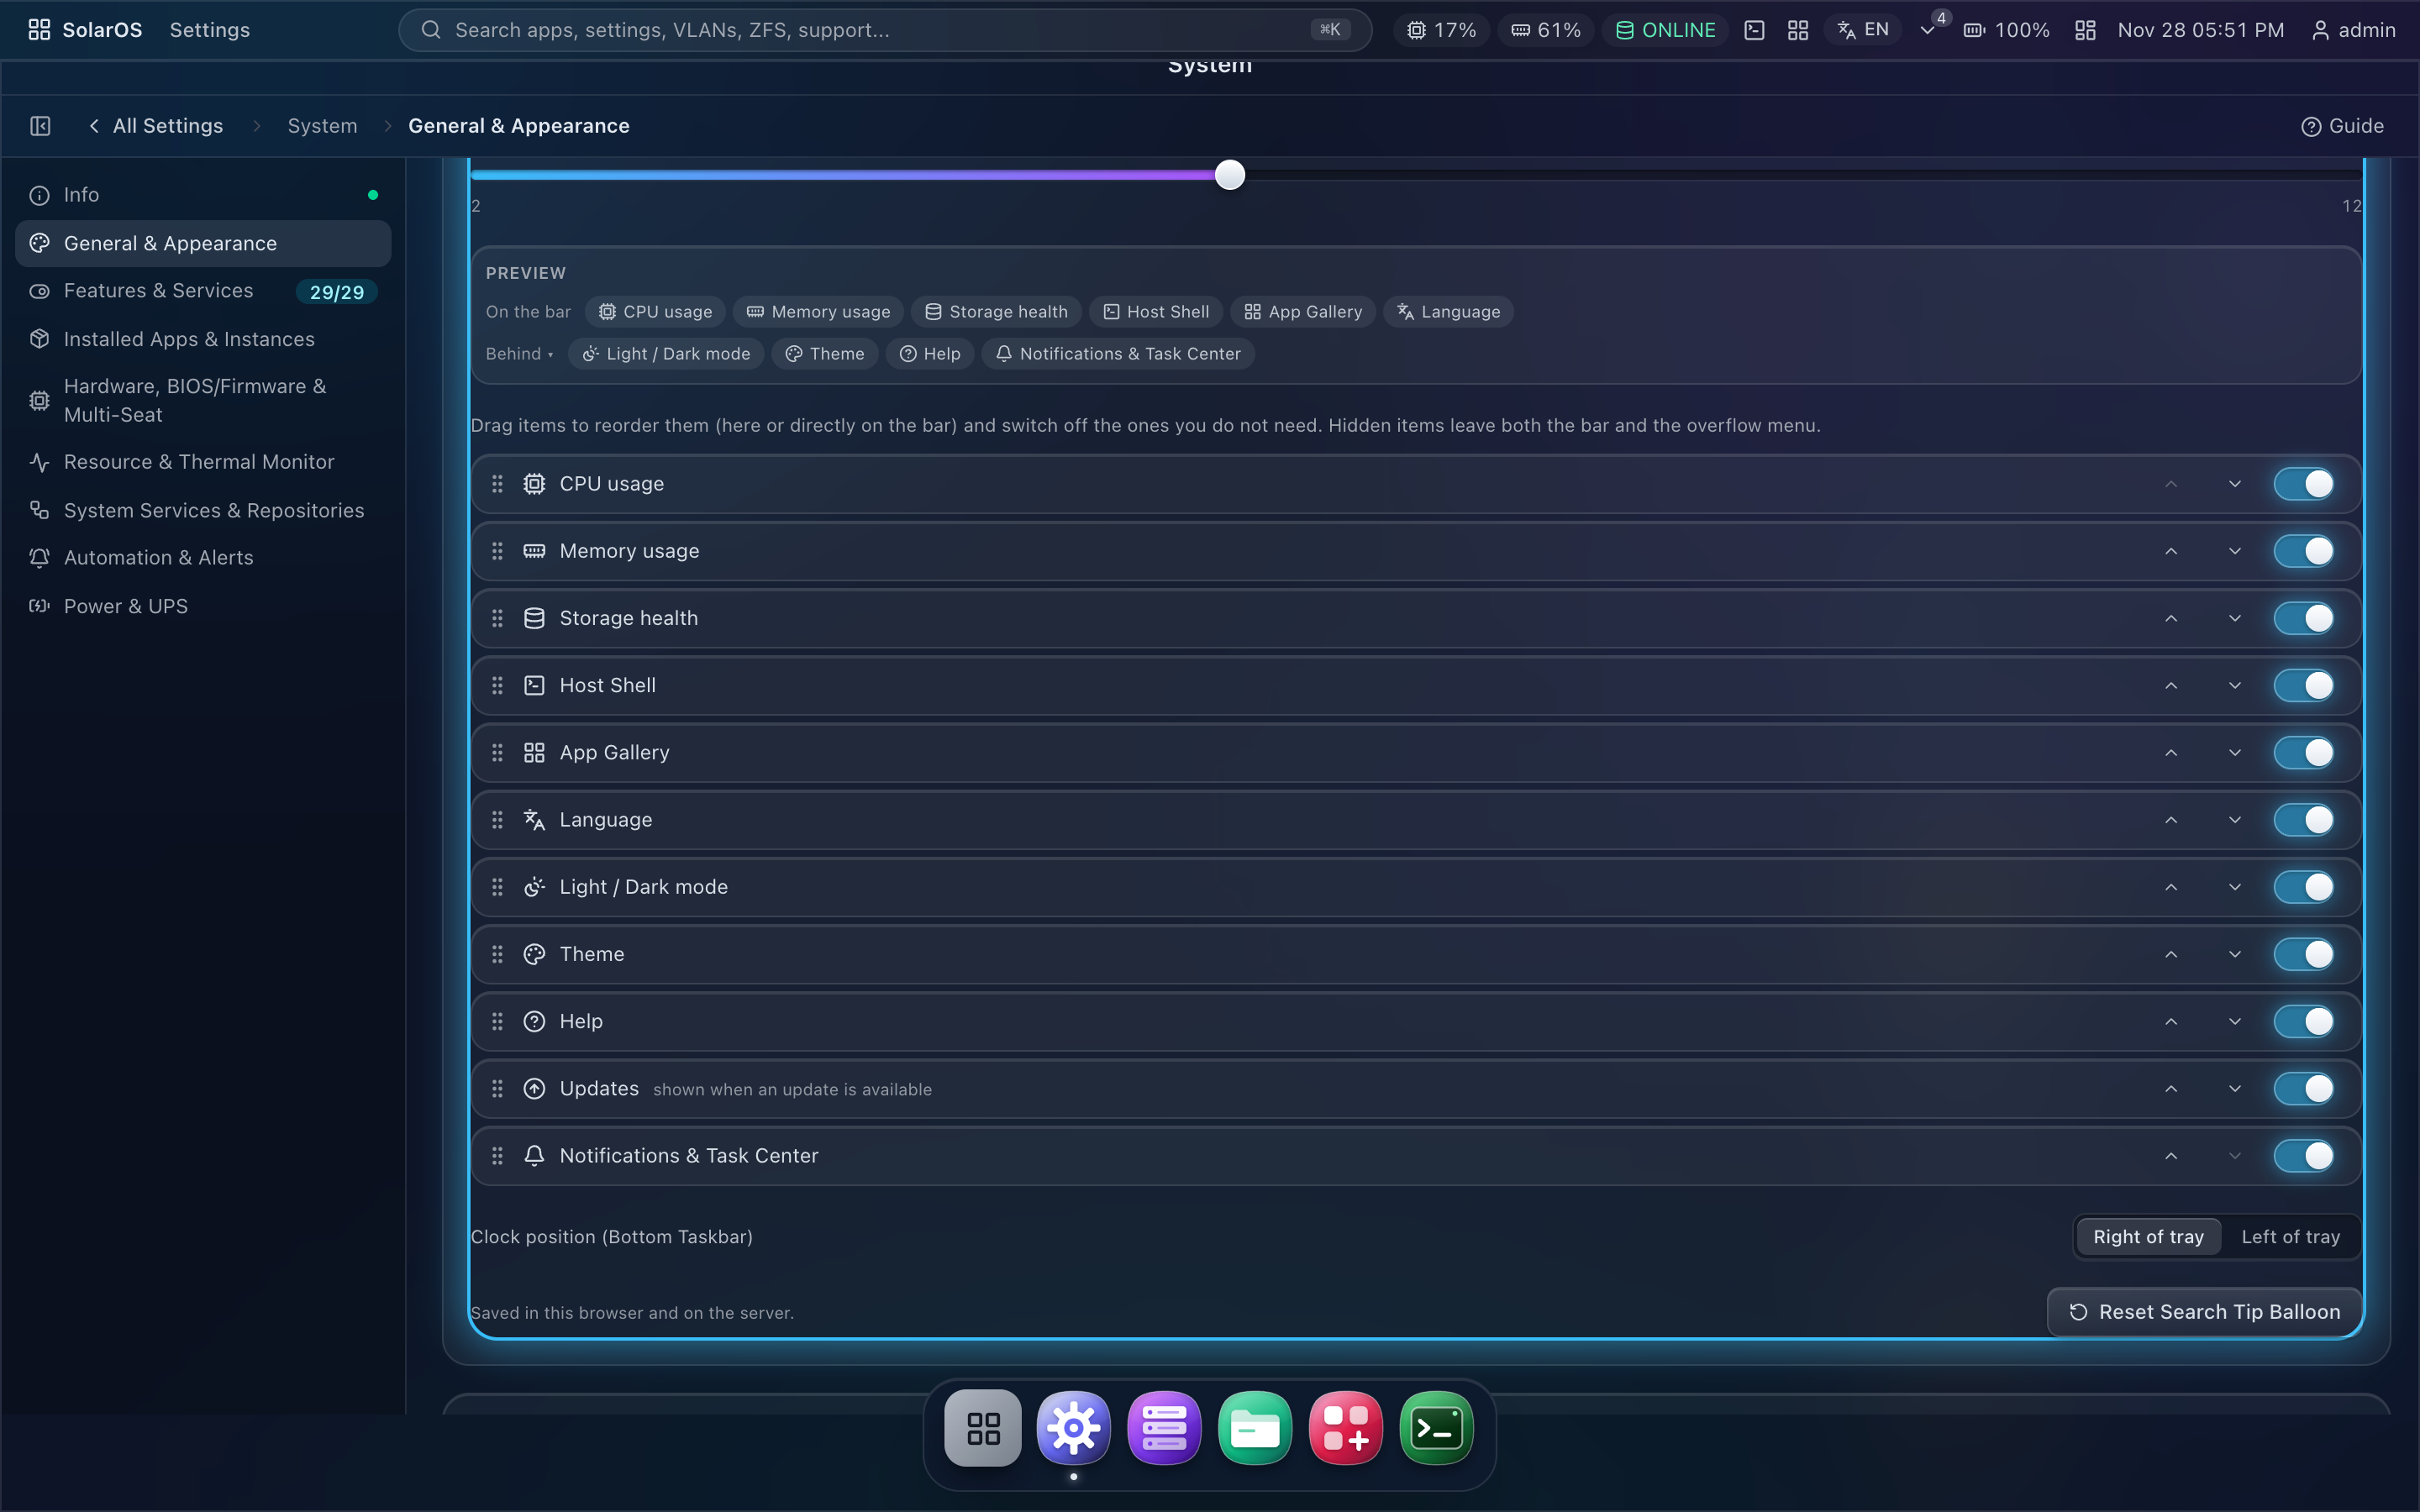 SolarOS Settings Search apps, settings, VLANs, ZFS, support... ⌘K 17% 61% ONLINE EN 4 100% Nov 28 05:51 PM admin
System
All Settings System General & Appearance Guide
Info
General & Appearance
Features & Services 29/29
Installed Apps & Instances
Hardware, BIOS/Firmware &
Multi-Seat
Resource & Thermal Monitor
System Services & Repositories
Automation & Alerts
Power & UPS
2 12
PREVIEW
On the bar CPU usage Memory usage Storage health Host Shell App Gallery Language
Behind Light / Dark mode Theme Help Notifications & Task Center
Drag items to reorder them (here or directly on the bar) and switch off the ones you do not need. Hidden items leave both the bar and the overflow menu.
CPU usage
Memory usage
Storage health
Host Shell
App Gallery
Language
Light / Dark mode
Theme
Help
Updates shown when an update is available
Notifications & Task Center
Clock position (Bottom Taskbar) Right of tray Left of tray
Saved in this browser and on the server. Reset Search Tip Balloon